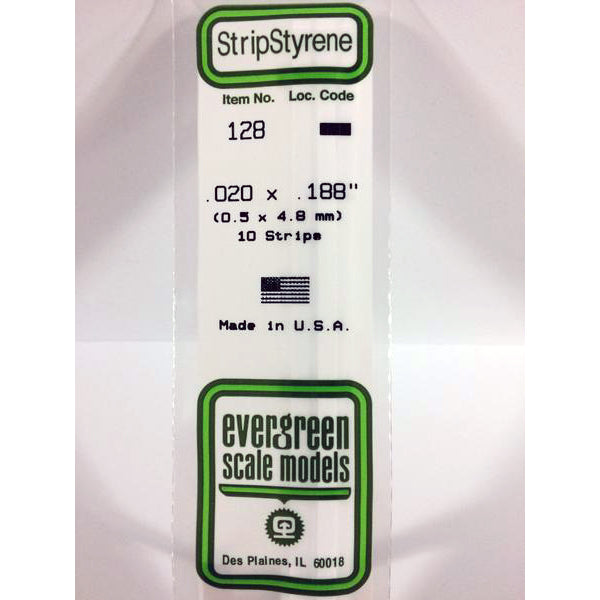 StripStyrene
Item No. Loc. Code
128
.020 x .188"
(0.5 x 4.8 mm)
10 Strips
Made in U.S.A.
evergreen
scale models
Des Plaines, IL 60018